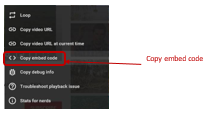 Loop
Copy video URL
Copy video URL at current time
Copy embed code
Copy embed code
Copy debug info
Troubleshoot playback issue
Stats for nerds